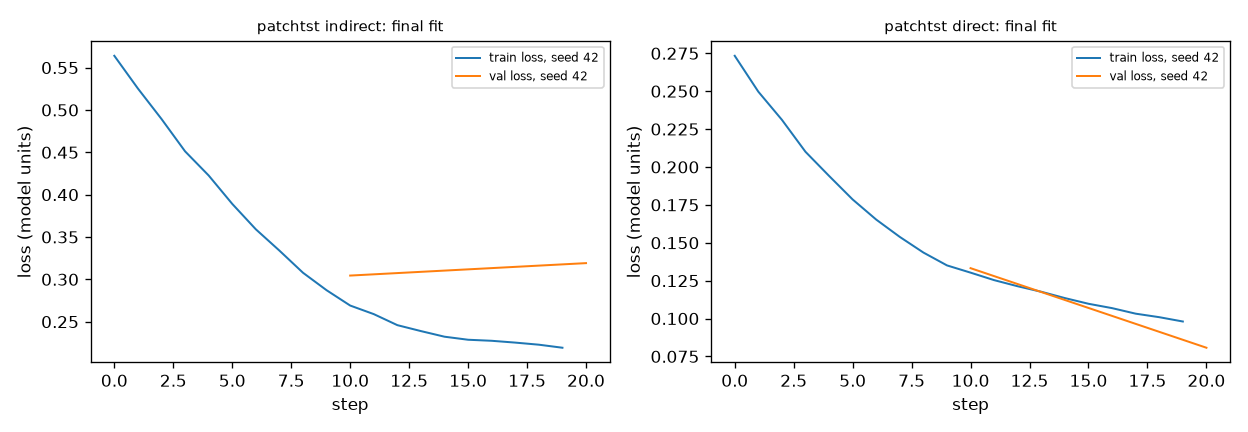 patchtst indirect: final fit
train loss, seed 42
val loss, seed 42
loss (model units)
0.55
0.50
0.45
0.40
0.35
0.30
0.25
0.0 2.5 5.0 7.5 10.0 12.5 15.0 17.5 20.0
step
patchtst direct: final fit
train loss, seed 42
val loss, seed 42
loss (model units)
0.275
0.250
0.225
0.200
0.175
0.150
0.125
0.100
0.075
0.0 2.5 5.0 7.5 10.0 12.5 15.0 17.5 20.0
step